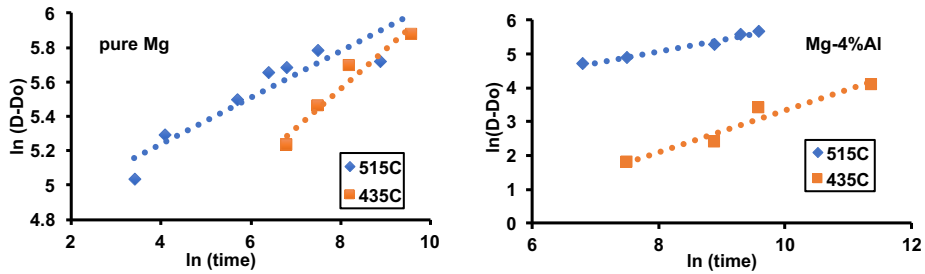 6
5.8
5.6
5.4
5.2
5
4.8
ln (D-Do)
pure Mg
515C
435C
2
4
6
8
10
ln (time)
6
5
4
3
2
1
0
ln(D-Do)
Mg-4%Al
515C
435C
6
8
10
12
ln (time)